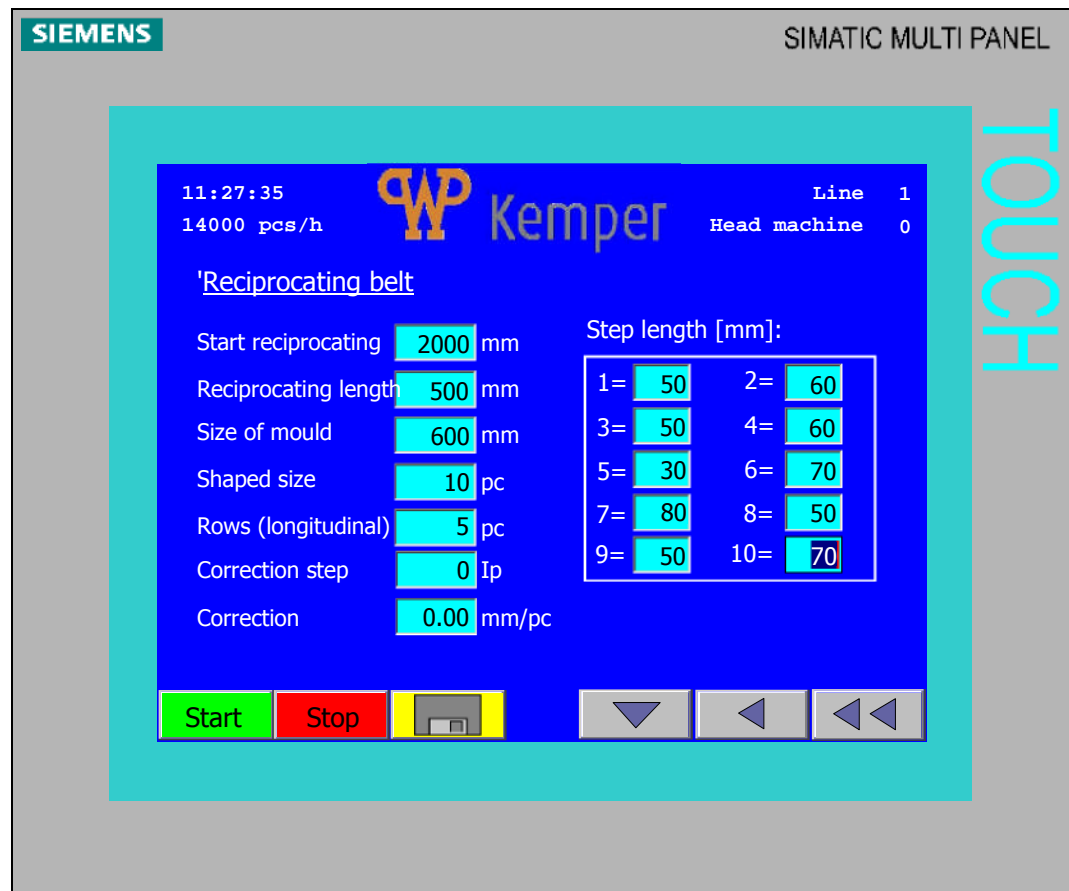 SIEMENS
SIMATIC MULTI PANEL
TOUCH
11:27:35
14000 pcs/h
WP Kemper
Line 1
Head machine 0
'Reciprocating belt
Start reciprocating 2000 mm
Reciprocating length 500 mm
Size of mould 600 mm
Shaped size 10 pc
Rows (longitudinal) 5 pc
Correction step 0 Ip
Correction 0.00 mm/pc
Step length [mm]:
1= 50 2= 60
3= 50 4= 60
5= 30 6= 70
7= 80 8= 50
9= 50 10= 70
Start Stop